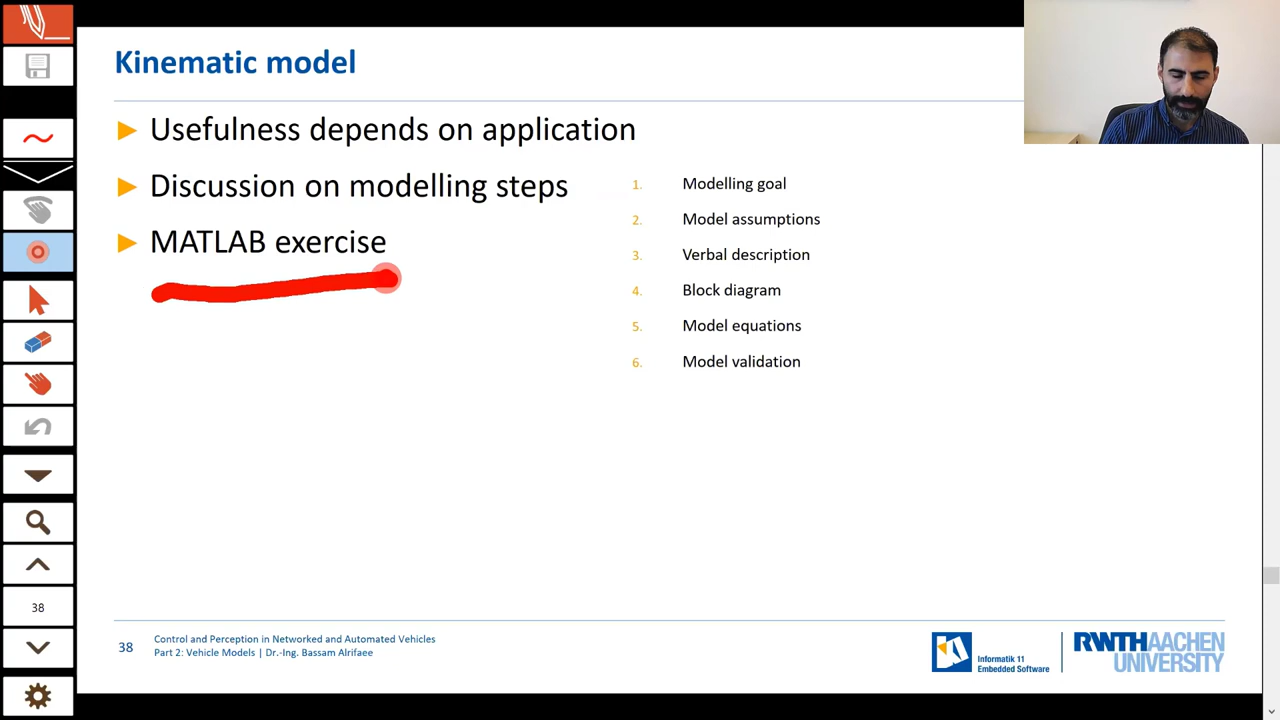 Kinematic model
► Usefulness depends on application
► Discussion on modelling steps
► MATLAB exercise
1. Modelling goal
2. Model assumptions
3. Verbal description
4. Block diagram
5. Model equations
6. Model validation
38
38
Control and Perception in Networked and Automated Vehicles
Part 2: Vehicle Models | Dr.-Ing. Bassam Alrifaee
Informatik 11
Embedded Software
RWTHAACHEN
UNIVERSITY